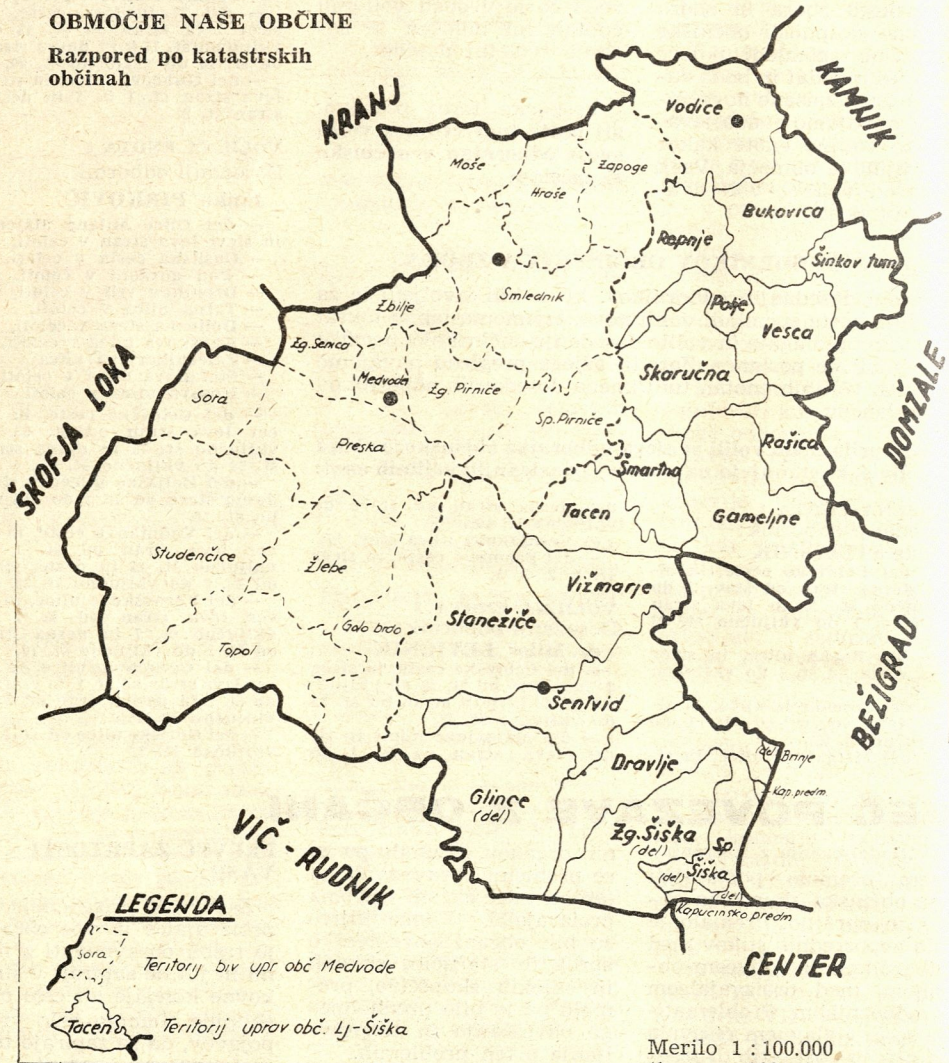 OBMOČJE NAŠE OBČINE
Razpored po katastrskih
občinah
KRANJ
KAMNIK
Vodice
Moše
Hraše
Zapoge
Bukovica
Repnje
Šinkov turn
Smlednik
Zbilje
Polje
Vesca
Zg. Senica
Medvode
Zg. Pirniče
Skaručna
ŠKOFJA LOKA
DOMŽALE
Sora
Sp. Pirniče
Preska
Rašica
Šmartno
Tacen
Gameljne
Studenčice
Žlebe
Vižmarje
Stanežiče
Golo brdo
Topol
BEŽIGRAD
Šentvid
Dravlje
(del) Brinje
Kap. predm.
Glince
(del)
Zg. Šiška
(del)
Sp.
Šiška
(del)
(del)
Kapucinsko predm
VIČ - RUDNIK
CENTER
LEGENDA
Sora
Teritorij biv upr obč Medvode
Tacen
Teritorij uprav obč. Lj-Šiška
Merilo 1 : 100.000